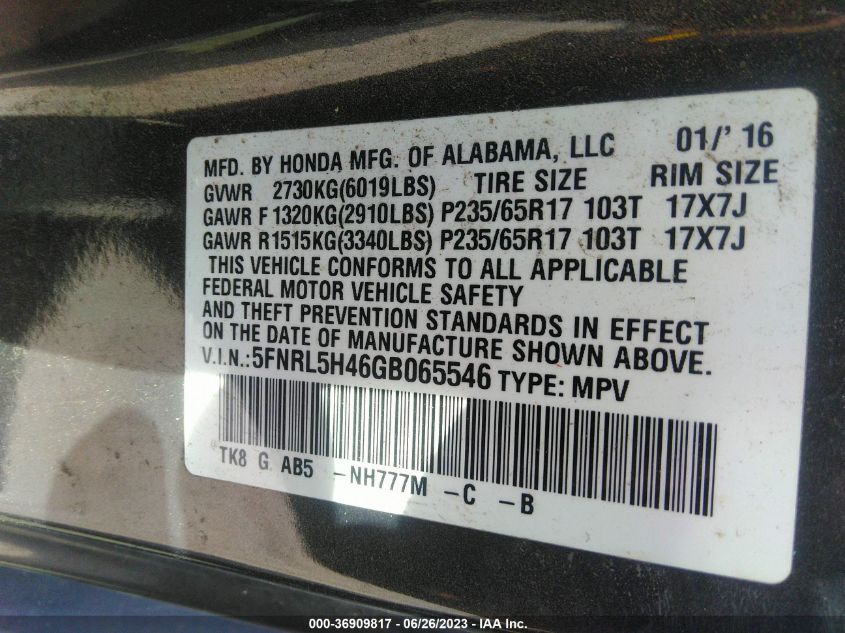 MFD. BY HONDA MFG. OF ALABAMA, LLC 01/'16
GVWR 2730KG(6019LBS) TIRE SIZE RIM SIZE
GAWR F1320KG(2910LBS) P235/65R17 103T 17X7J
GAWR R1515KG(3340LBS) P235/65R17 103T 17X7J
THIS VEHICLE CONFORMS TO ALL APPLICABLE
FEDERAL MOTOR VEHICLE SAFETY
AND THEFT PREVENTION STANDARDS IN EFFECT
ON THE DATE OF MANUFACTURE SHOWN ABOVE.
V.I.N.:5FNRL5H46GB065546 TYPE: MPV
TK8 G AB5 -NH777M -C -B
000-36909817 - 06/26/2023 - IAA Inc.